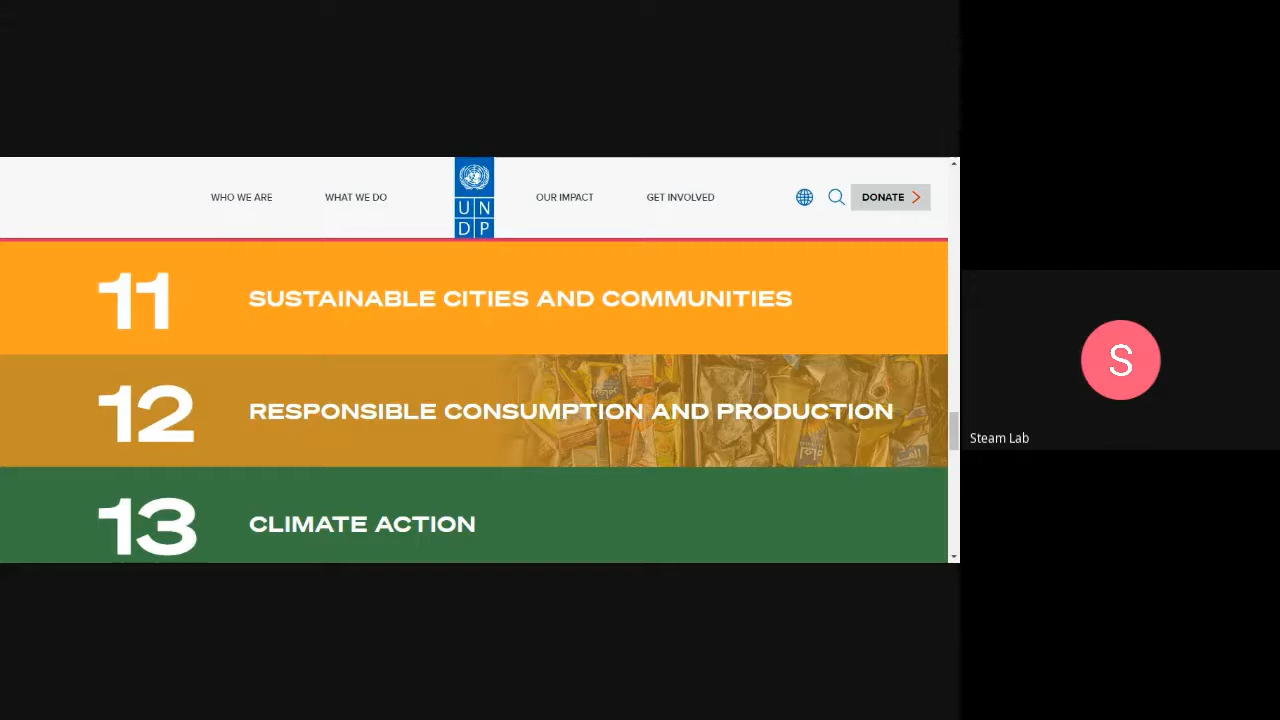 WHO WE ARE
WHAT WE DO
U N
D P
OUR IMPACT
GET INVOLVED
DONATE
11
SUSTAINABLE CITIES AND COMMUNITIES
12
RESPONSIBLE CONSUMPTION AND PRODUCTION
13
CLIMATE ACTION
S
Steam Lab